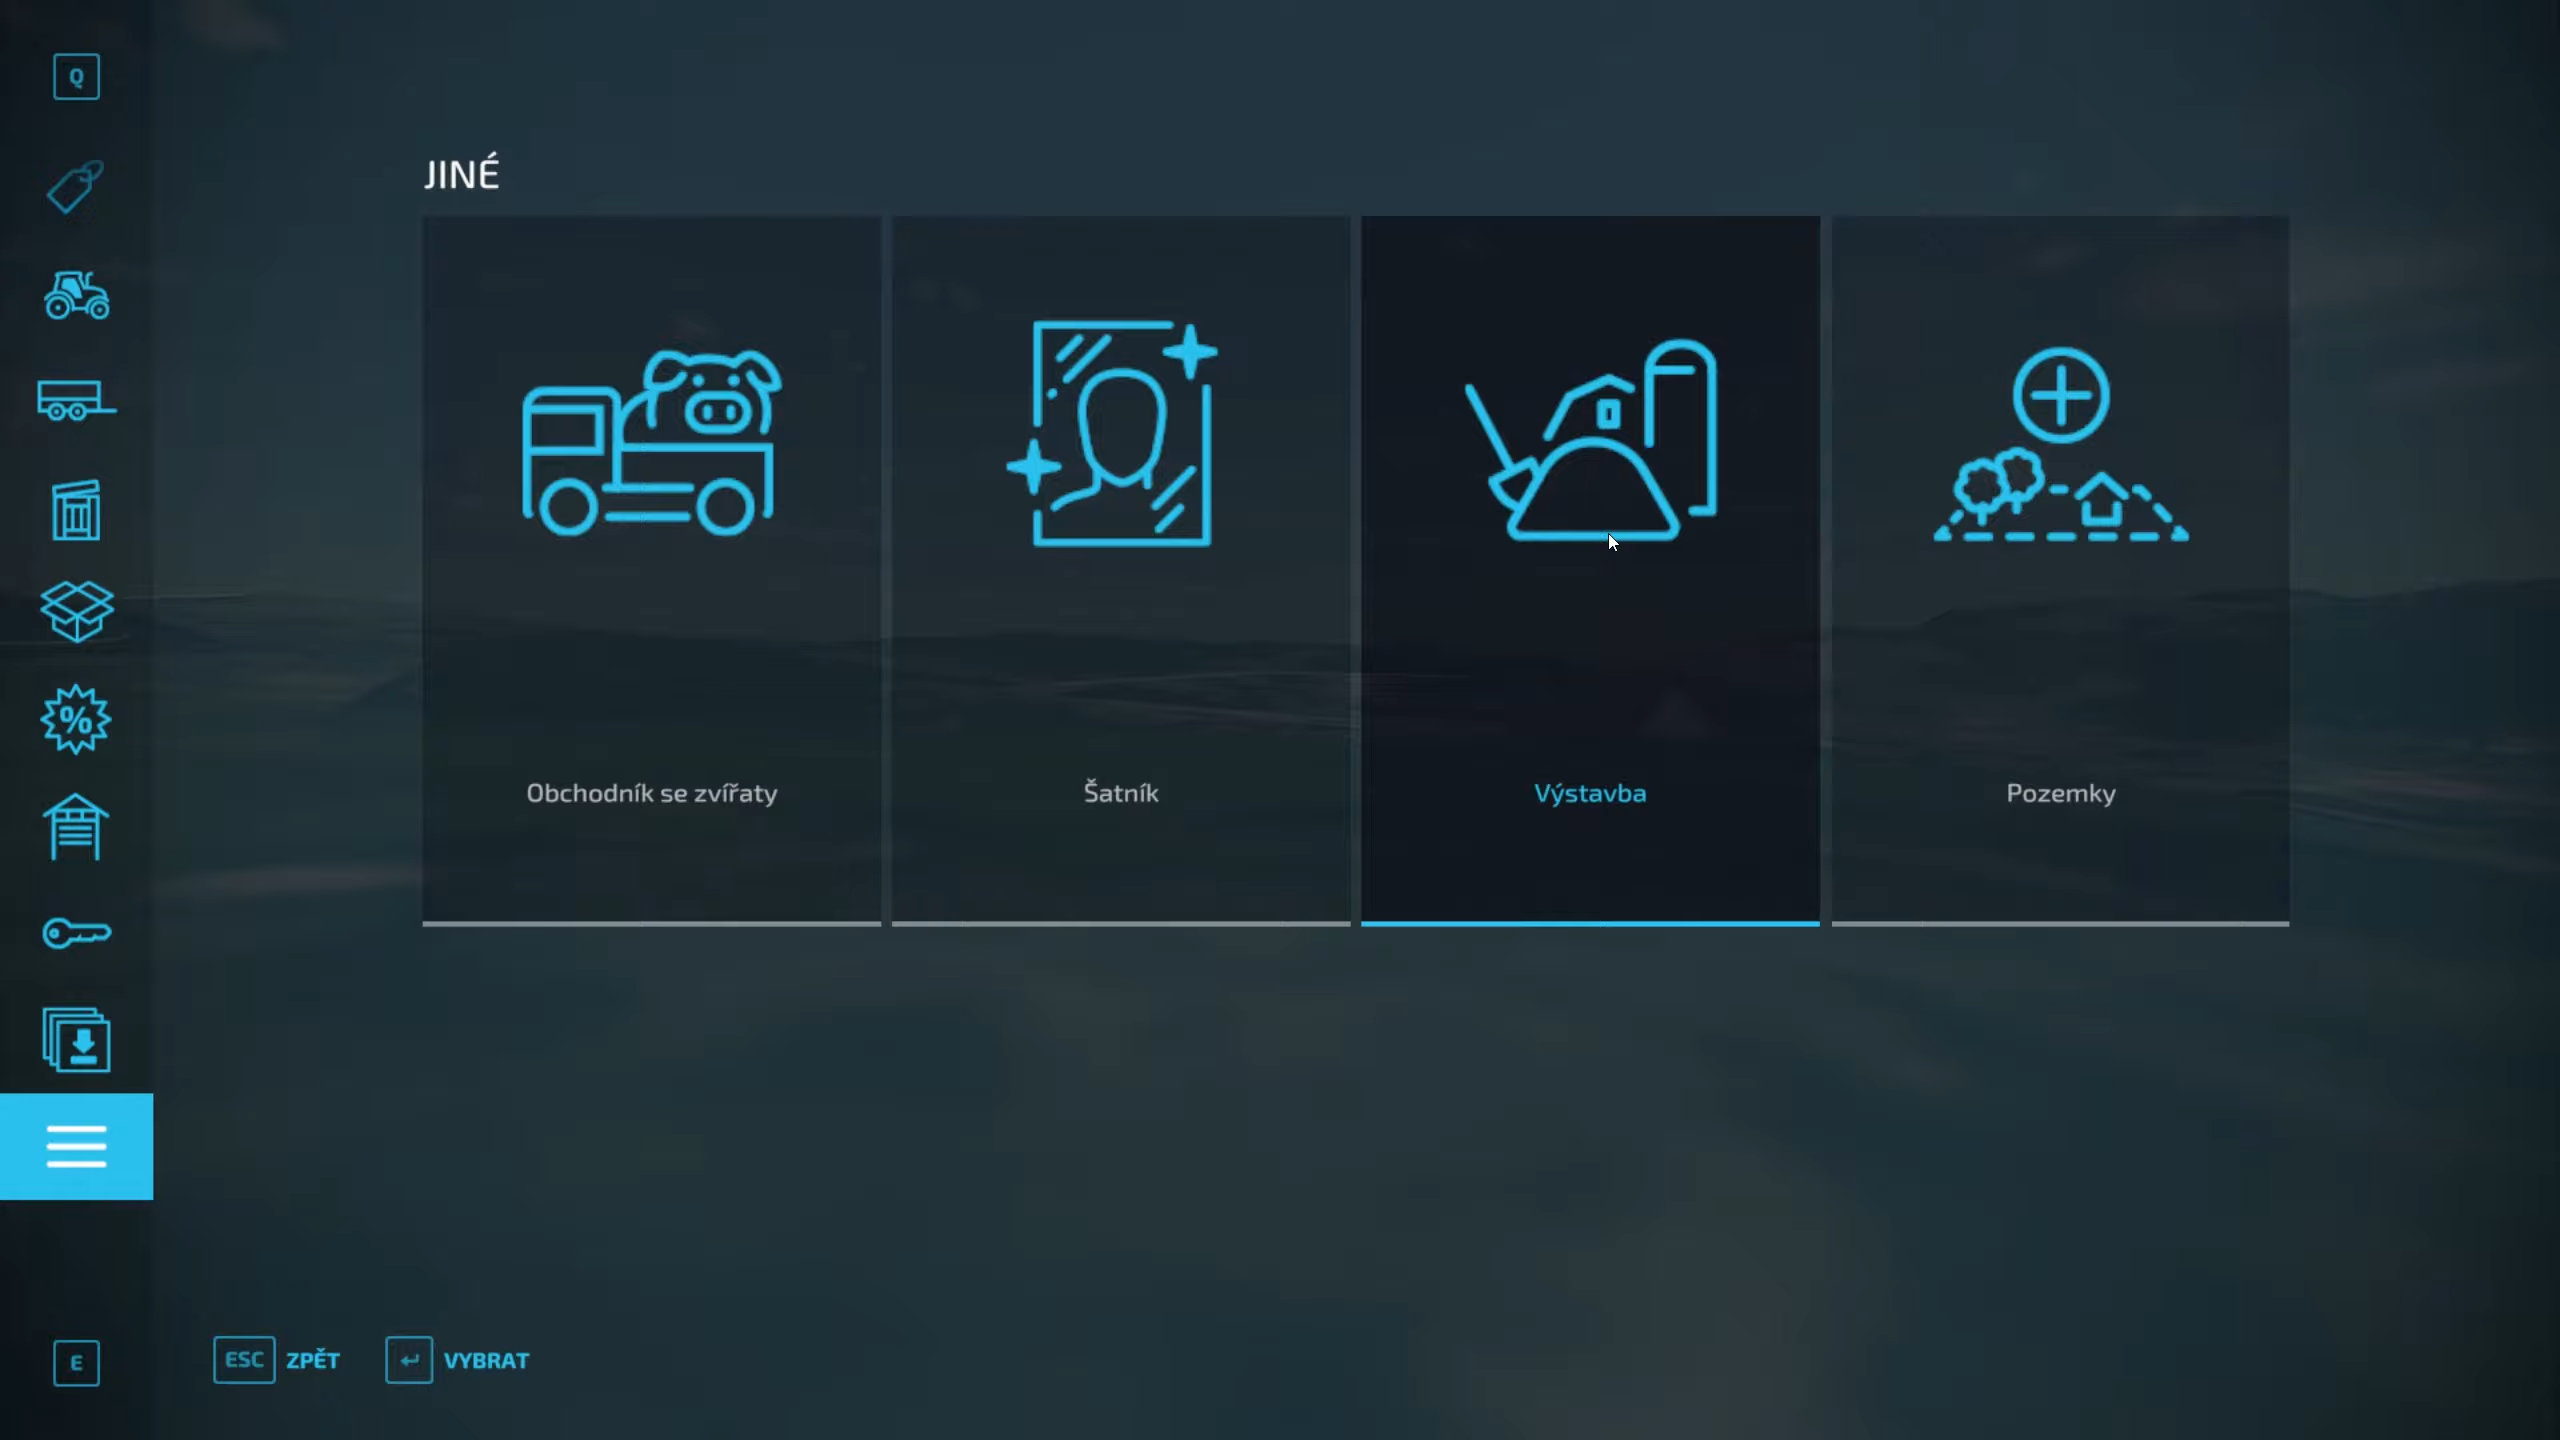 Q
JINÉ
Obchodník se zvířaty
Šatník
Výstavba
Pozemky
%
E
ESC ZPĚT
VYBRAT